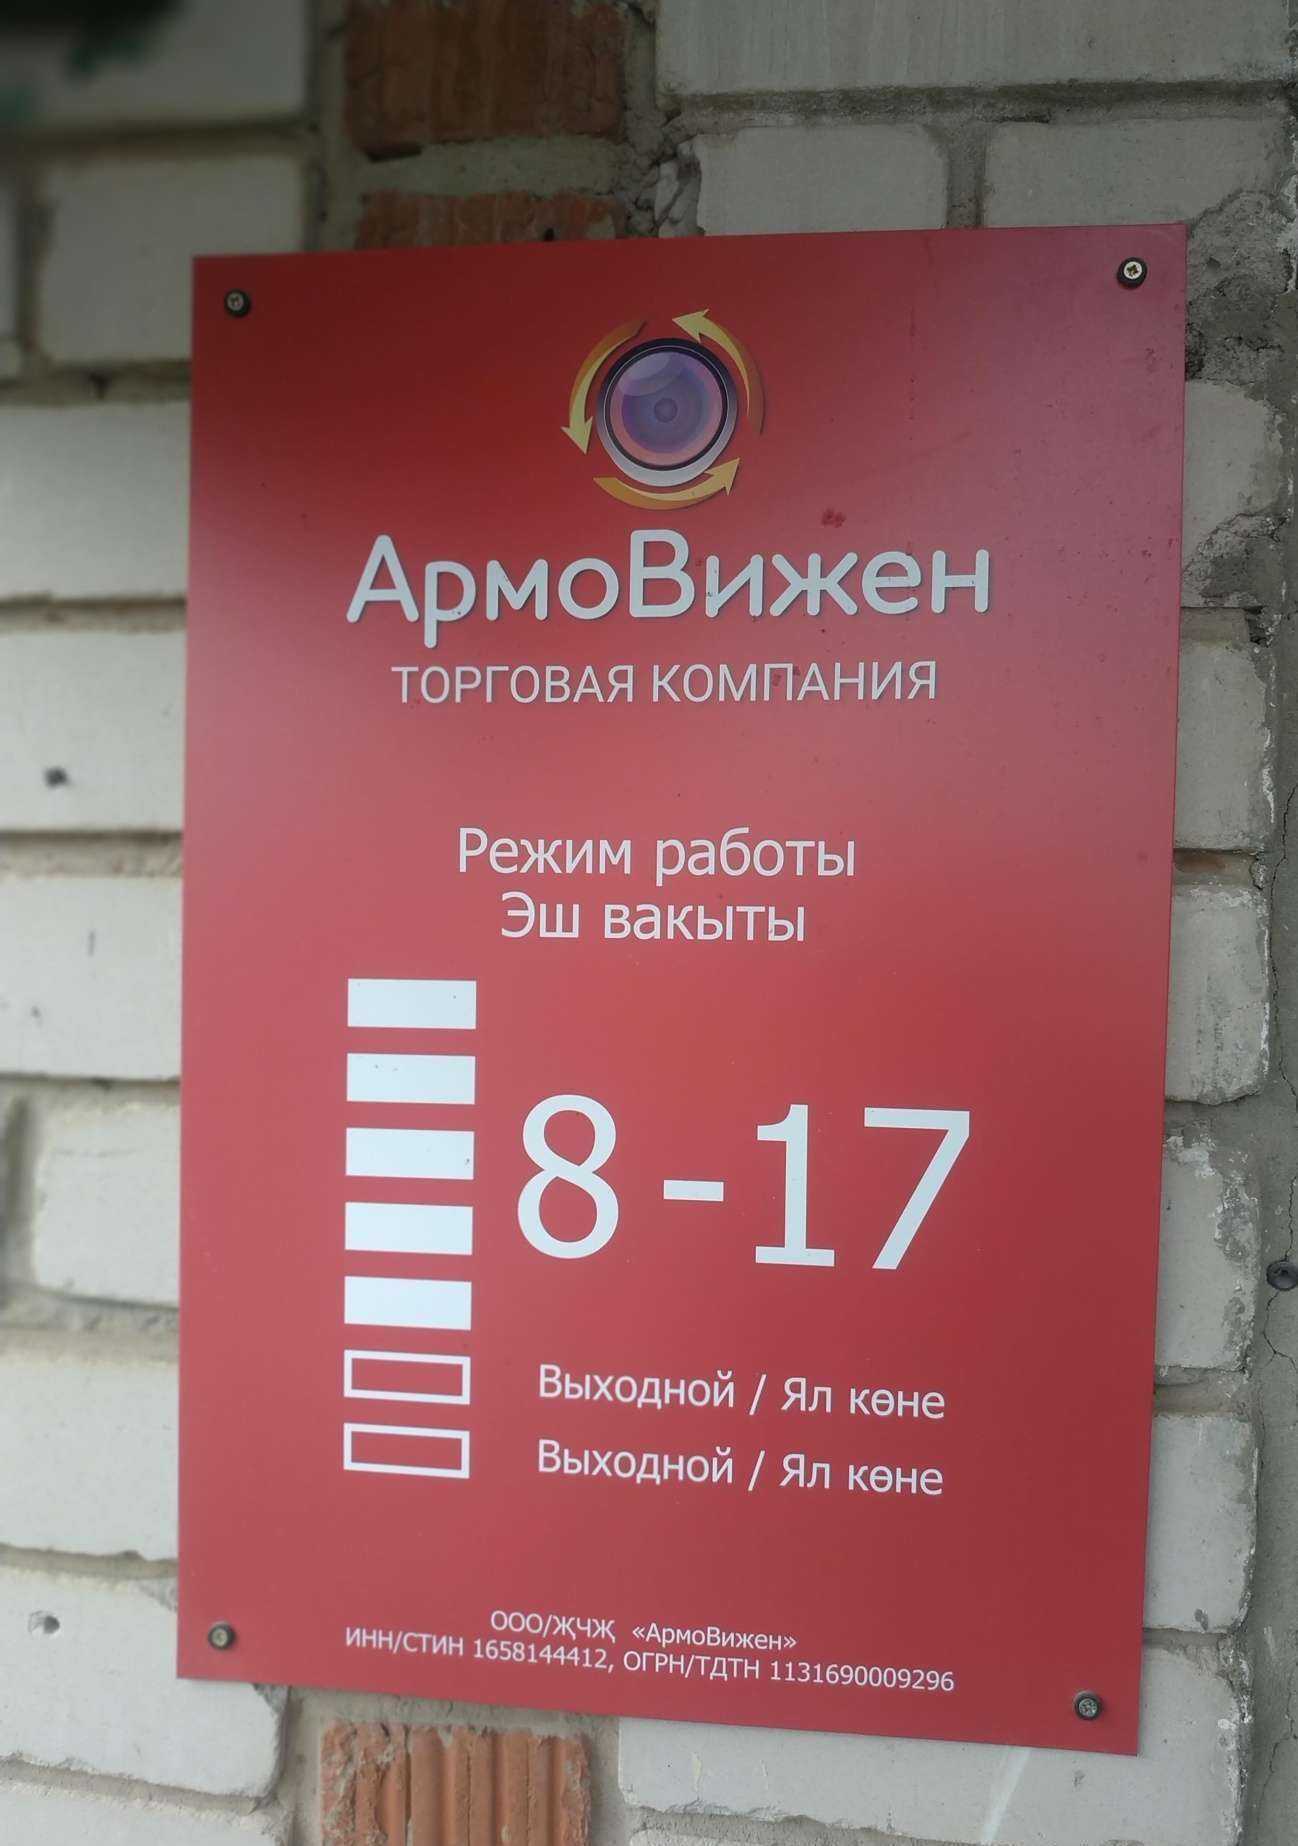 АрмоВижен
ТОРГОВАЯ КОМПАНИЯ
Режим работы
Эш вакыты
8-17
Выходной / Ял көне
Выходной / Ял көне
ООО/ҖЧҖ «АрмоВижен»
ИНН/СТИН 1658144412, ОГРН/ТДТН 1131690009296